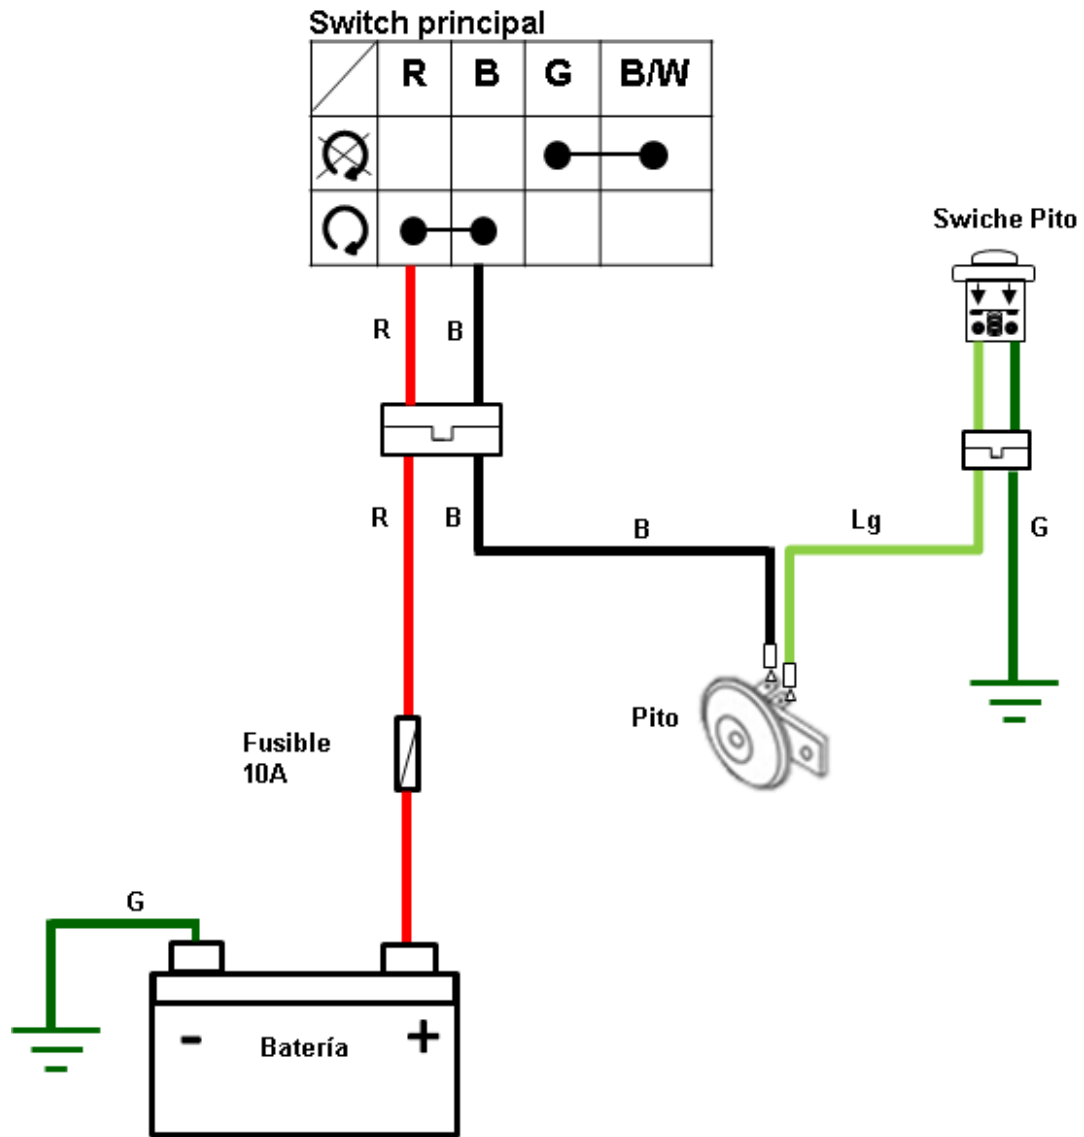 Switch principal
R B G B/W
Swiche Pito
R B
R B
B
Lg
G
Pito
Fusible
10A
G
- Batería +